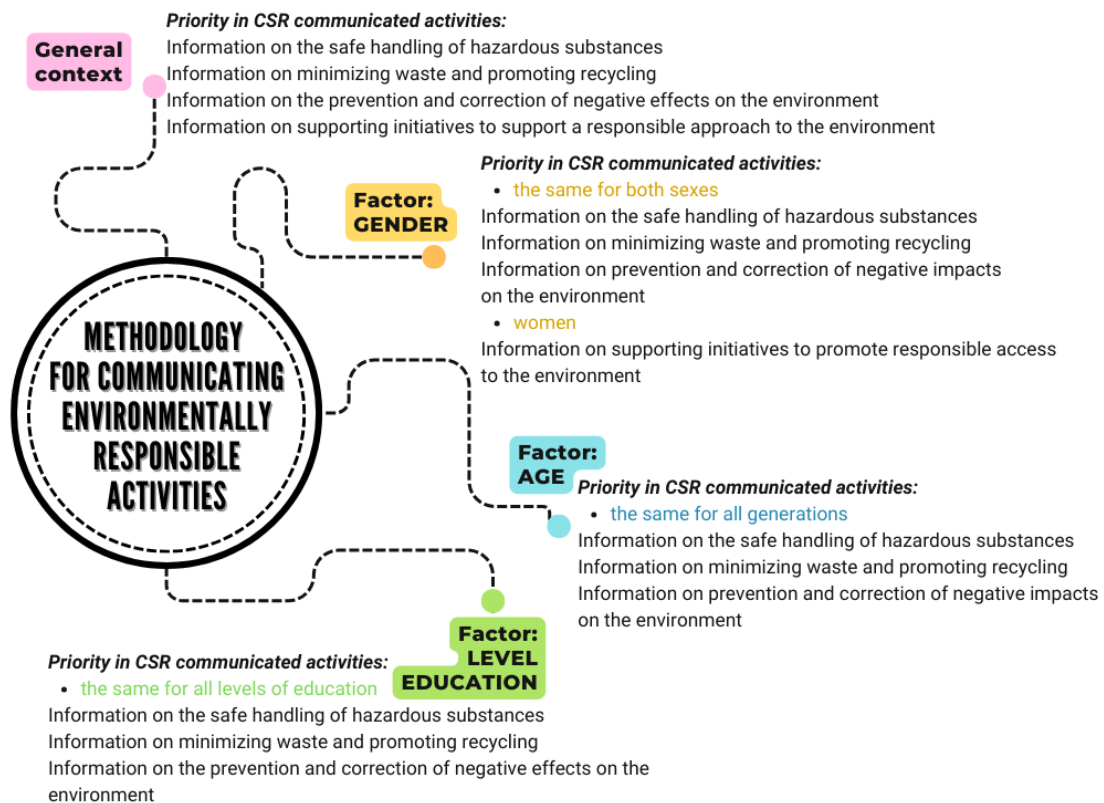 Priority in CSR communicated activities:
General
context
Information on the safe handling of hazardous substances
Information on minimizing waste and promoting recycling
Information on the prevention and correction of negative effects on the environment
Information on supporting initiatives to support a responsible approach to the environment
Factor:
GENDER
Priority in CSR communicated activities:
• the same for both sexes
Information on the safe handling of hazardous substances
Information on minimizing waste and promoting recycling
Information on prevention and correction of negative impacts
on the environment
• women
Information on supporting initiatives to promote responsible access
to the environment
METHODOLOGY
FOR COMMUNICATING
ENVIRONMENTALLY
RESPONSIBLE
ACTIVITIES
Factor:
AGE
Priority in CSR communicated activities:
• the same for all generations
Information on the safe handling of hazardous substances
Information on minimizing waste and promoting recycling
Information on prevention and correction of negative impacts
on the environment
Factor:
LEVEL
EDUCATION
Priority in CSR communicated activities:
• the same for all levels of education
Information on the safe handling of hazardous substances
Information on minimizing waste and promoting recycling
Information on the prevention and correction of negative effects on the
environment